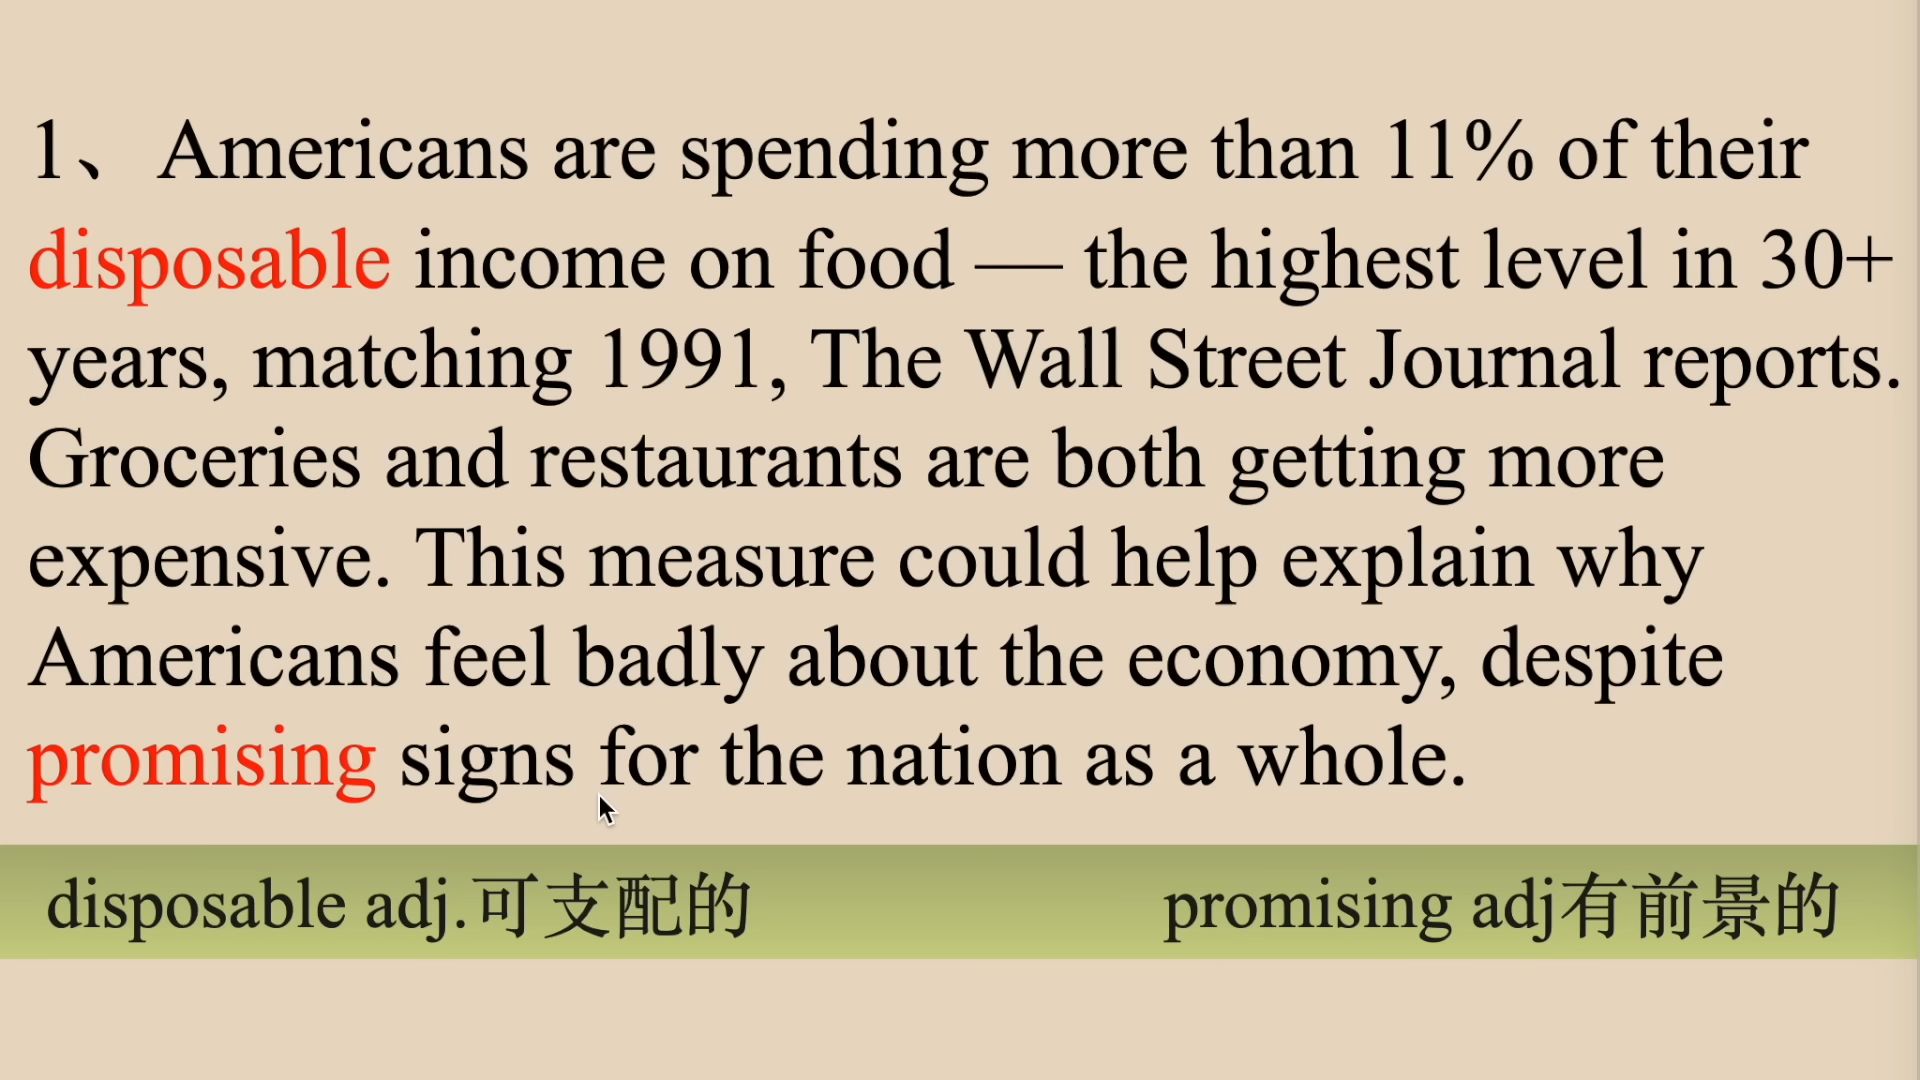 1、Americans are spending more than 11% of their
disposable income on food — the highest level in 30+
years, matching 1991, The Wall Street Journal reports.
Groceries and restaurants are both getting more
expensive. This measure could help explain why
Americans feel badly about the economy, despite
promising signs for the nation as a whole.
disposable adj.可支配的
promising adj有前景的